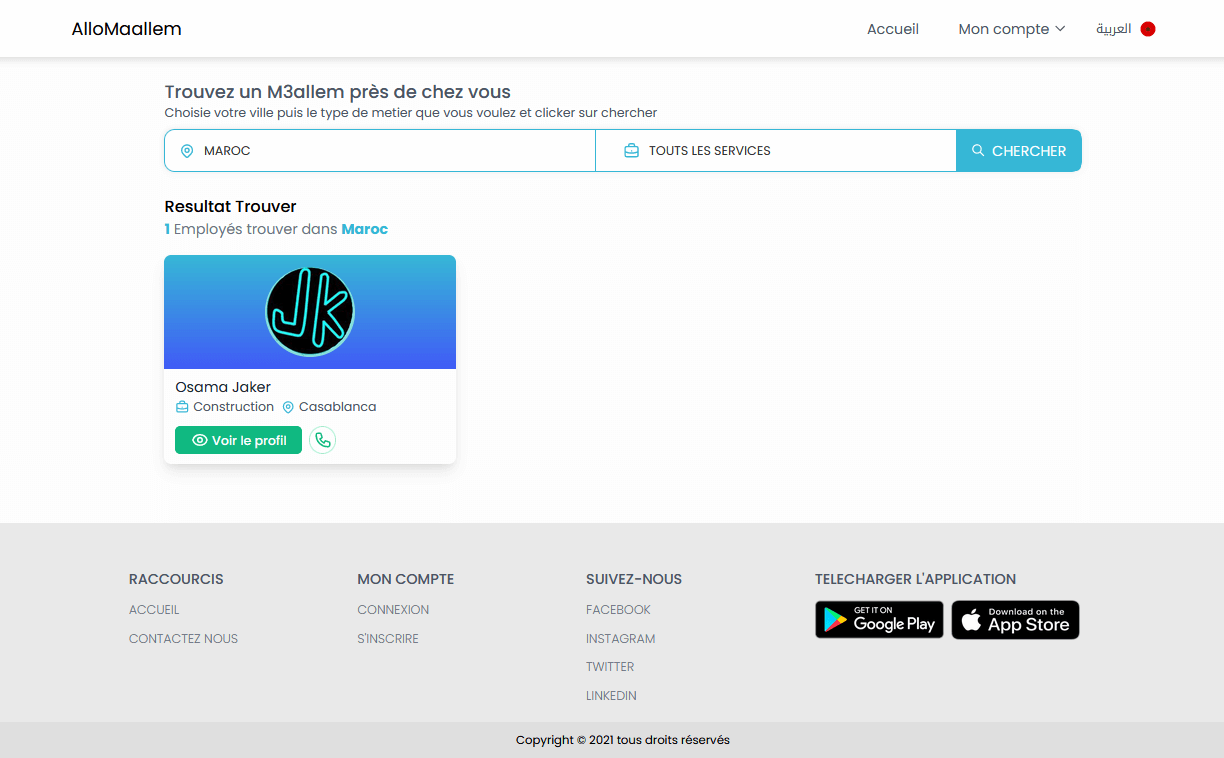 AlloMaallem
Accueil
Mon compte
العربية
Trouvez un M3allem près de chez vous
Choisie votre ville puis le type de metier que vous voulez et clicker sur chercher
MAROC
TOUTS LES SERVICES
CHERCHER
Resultat Trouver
1 Employés trouver dans Maroc
JK
Osama Jaker
Construction
Casablanca
Voir le profil
RACCOURCIS
ACCUEIL
CONTACTEZ NOUS
MON COMPTE
CONNEXION
S'INSCRIRE
SUIVEZ-NOUS
FACEBOOK
INSTAGRAM
TWITTER
LINKEDIN
TELECHARGER L'APPLICATION
GET IT ON
Google Play
Download on the
App Store
Copyright © 2021 tous droits réservés